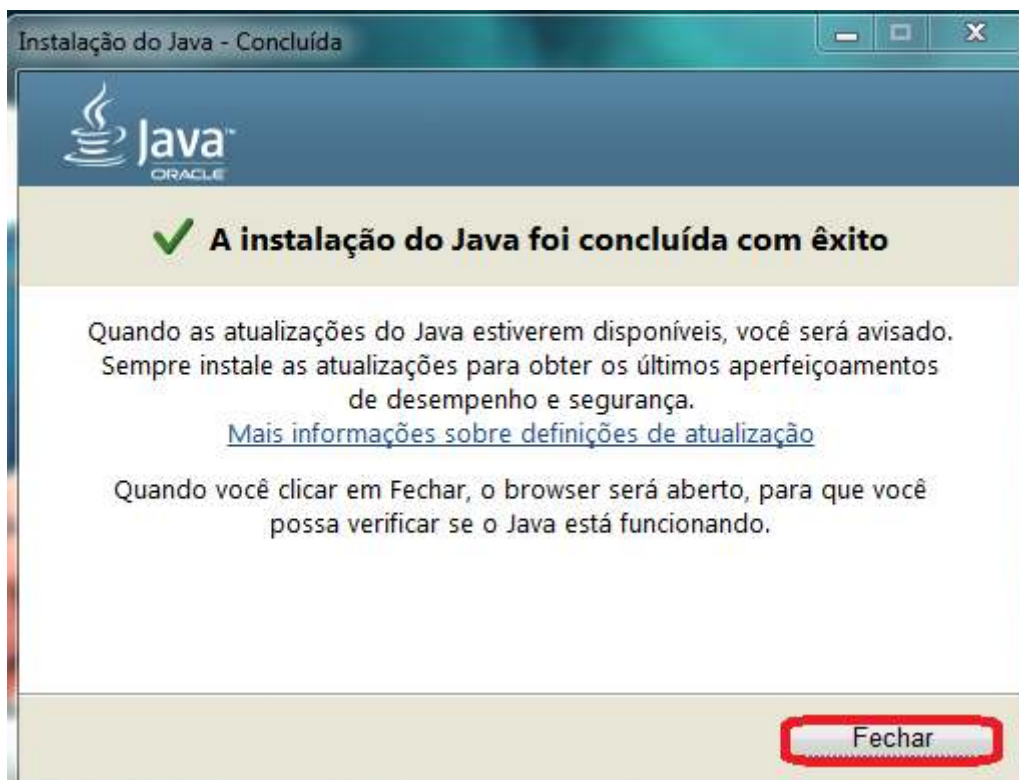 Instalação do Java - Concluída
Java™
ORACLE
A instalação do Java foi concluída com êxito
Quando as atualizações do Java estiverem disponíveis, você será avisado.
Sempre instale as atualizações para obter os últimos aperfeiçoamentos
de desempenho e segurança.
Mais informações sobre definições de atualização
Quando você clicar em Fechar, o browser será aberto, para que você
possa verificar se o Java está funcionando.
Fechar